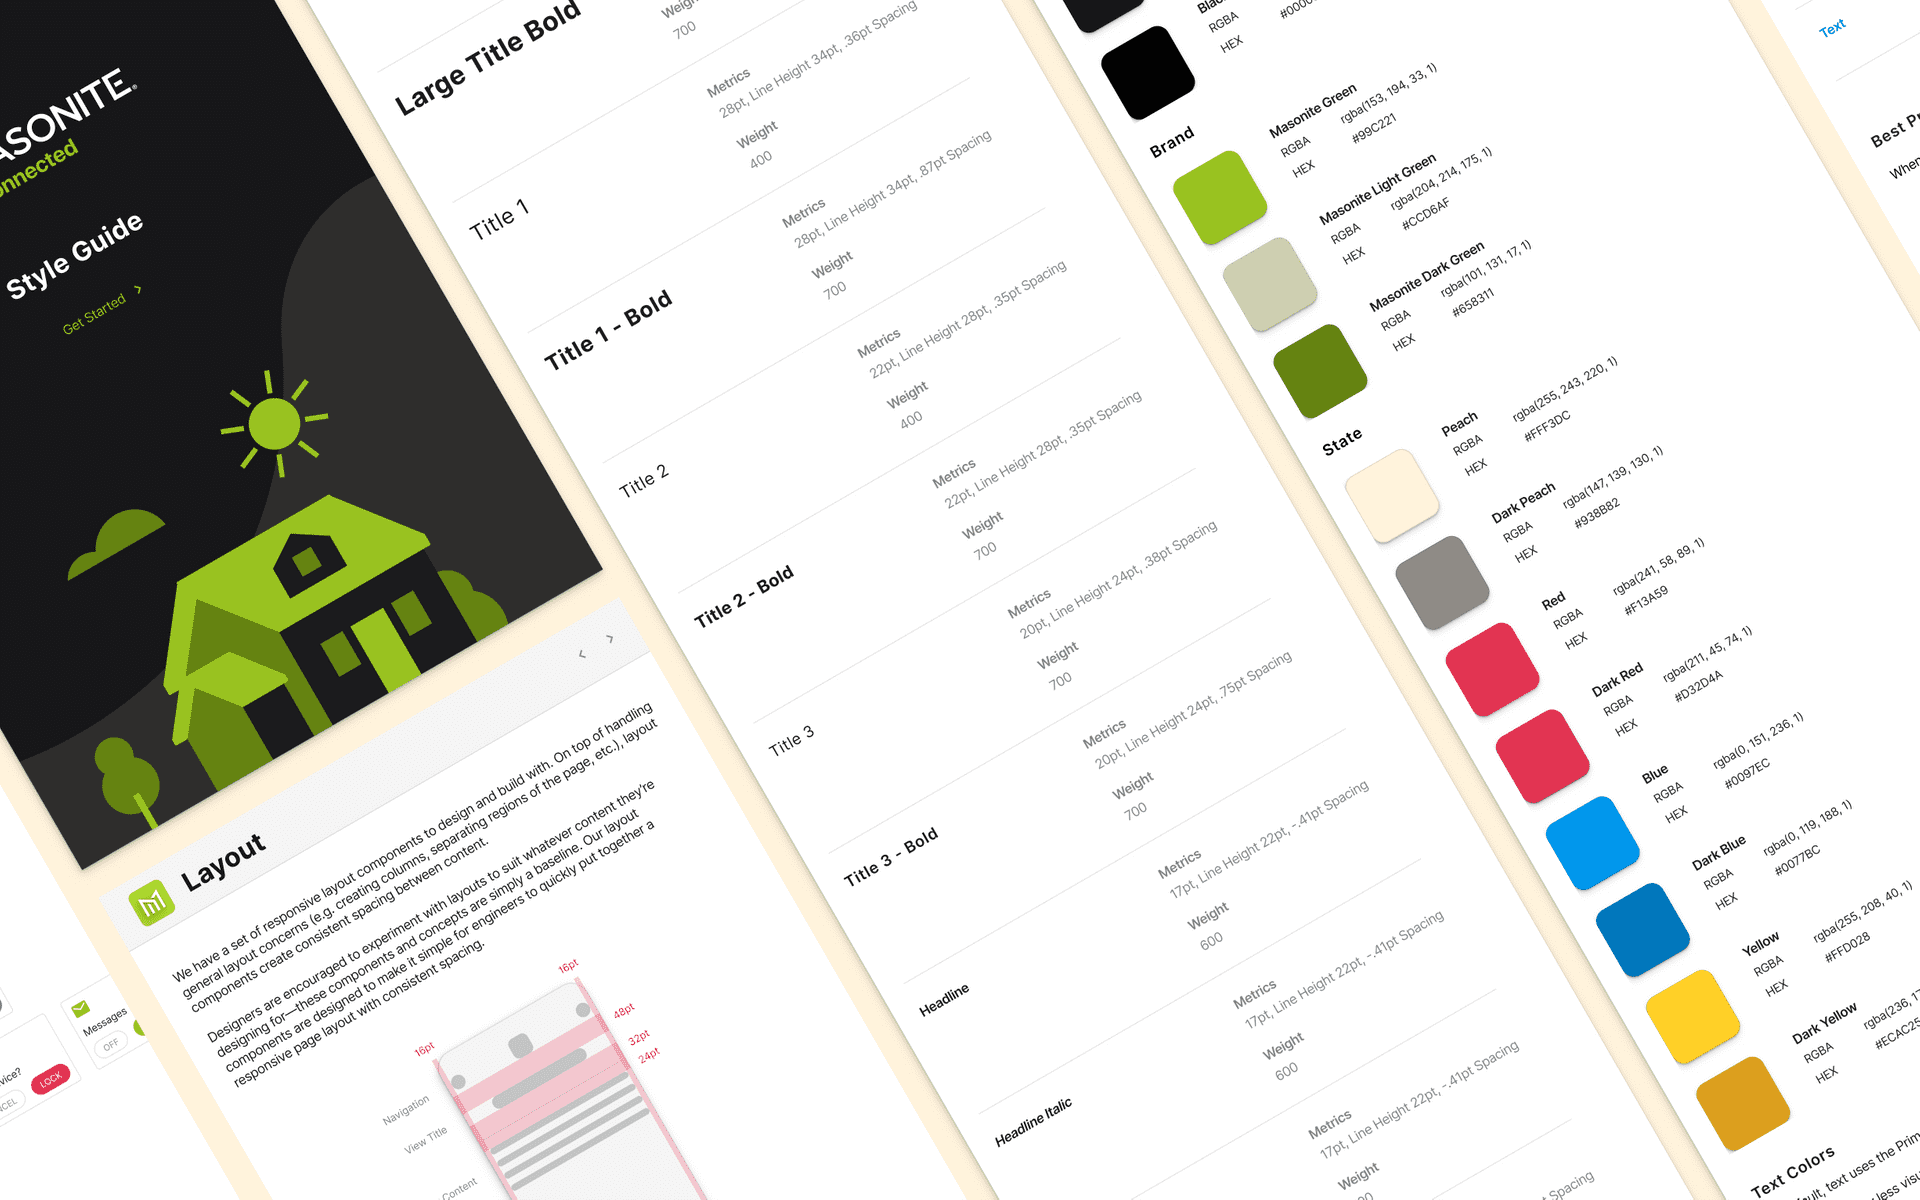 MASONITE®
onnected
Style Guide
Get Started >
Messages
OFF
vice?
NCEL
LOCK
Layout
We have a set of responsive layout components to design and build with. On top of handling
general layout concerns (e.g. creating columns, separating regions of the page, etc.), layout
components create consistent spacing between content.
Designers are encouraged to experiment with layouts to suit whatever content they're
designing for—these components and concepts are simply a baseline. Our layout
components are designed to make it simple for engineers to quickly put together a
responsive page layout with consistent spacing.
16pt
16pt
48pt
32pt
24pt
Navigation
View Title
Content
Large Title Bold
Weight
700
Title 1
Metrics
28pt, Line Height 34pt, .36pt Spacing
Weight
400
Title 1 - Bold
Metrics
28pt, Line Height 34pt, .87pt Spacing
Weight
700
Title 2
Metrics
22pt, Line Height 28pt, .35pt Spacing
Weight
400
Title 2 - Bold
Metrics
22pt, Line Height 28pt, .35pt Spacing
Weight
700
Title 3
Metrics
20pt, Line Height 24pt, .38pt Spacing
Weight
700
Title 3 - Bold
Metrics
20pt, Line Height 24pt, .75pt Spacing
Weight
700
Headline
Metrics
17pt, Line Height 22pt, -.41pt Spacing
Weight
600
Headline Italic
Metrics
17pt, Line Height 22pt, -.41pt Spacing
Weight
600
Metrics
17pt, Line Height 22pt, -.41pt Spacing
Weight
Spacing
RGBA
HEX
Brand
Masonite Green
RGBA rgba(153, 194, 33, 1)
HEX #99C221
Masonite Light Green
RGBA rgba(204, 214, 175, 1)
HEX #CCD6AF
Masonite Dark Green
RGBA rgba(101, 131, 17, 1)
HEX #658311
State
Peach
RGBA rgba(255, 243, 220, 1)
HEX #FFF3DC
Dark Peach
RGBA rgba(147, 139, 130, 1)
HEX #938B82
Red
RGBA rgba(241, 58, 89, 1)
HEX #F13A59
Dark Red
RGBA rgba(211, 45, 74, 1)
HEX #D32D4A
Blue
RGBA rgba(0, 151, 236, 1)
HEX #0097EC
Dark Blue
RGBA rgba(0, 119, 188, 1)
HEX #0077BC
Yellow
RGBA rgba(255, 208, 40, 1)
HEX #FFD028
Dark Yellow
RGBA rgba(236, 17
HEX #ECAC25
Text Colors
fault, text uses the Prim
less visu
Text
Best Pr
When